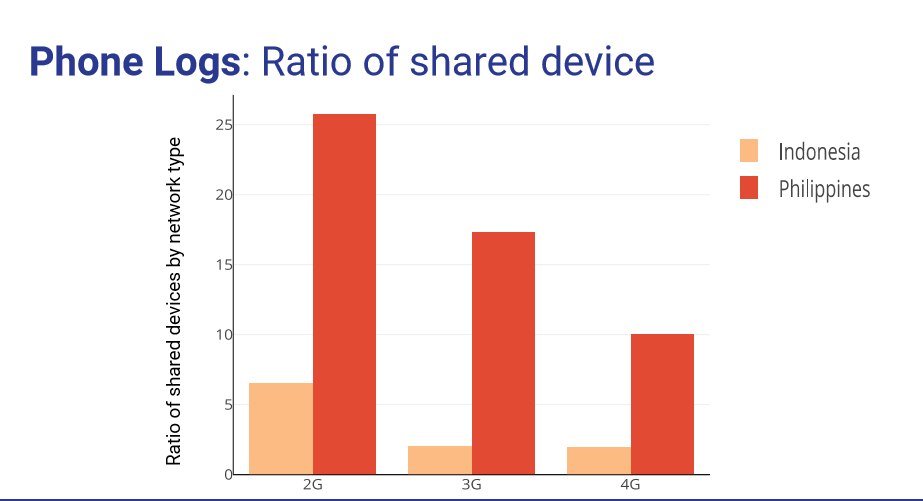 Phone Logs: Ratio of shared device
Ratio of shared devices by network type
25
20
15
10
5
0
2G
3G
4G
Indonesia
Philippines